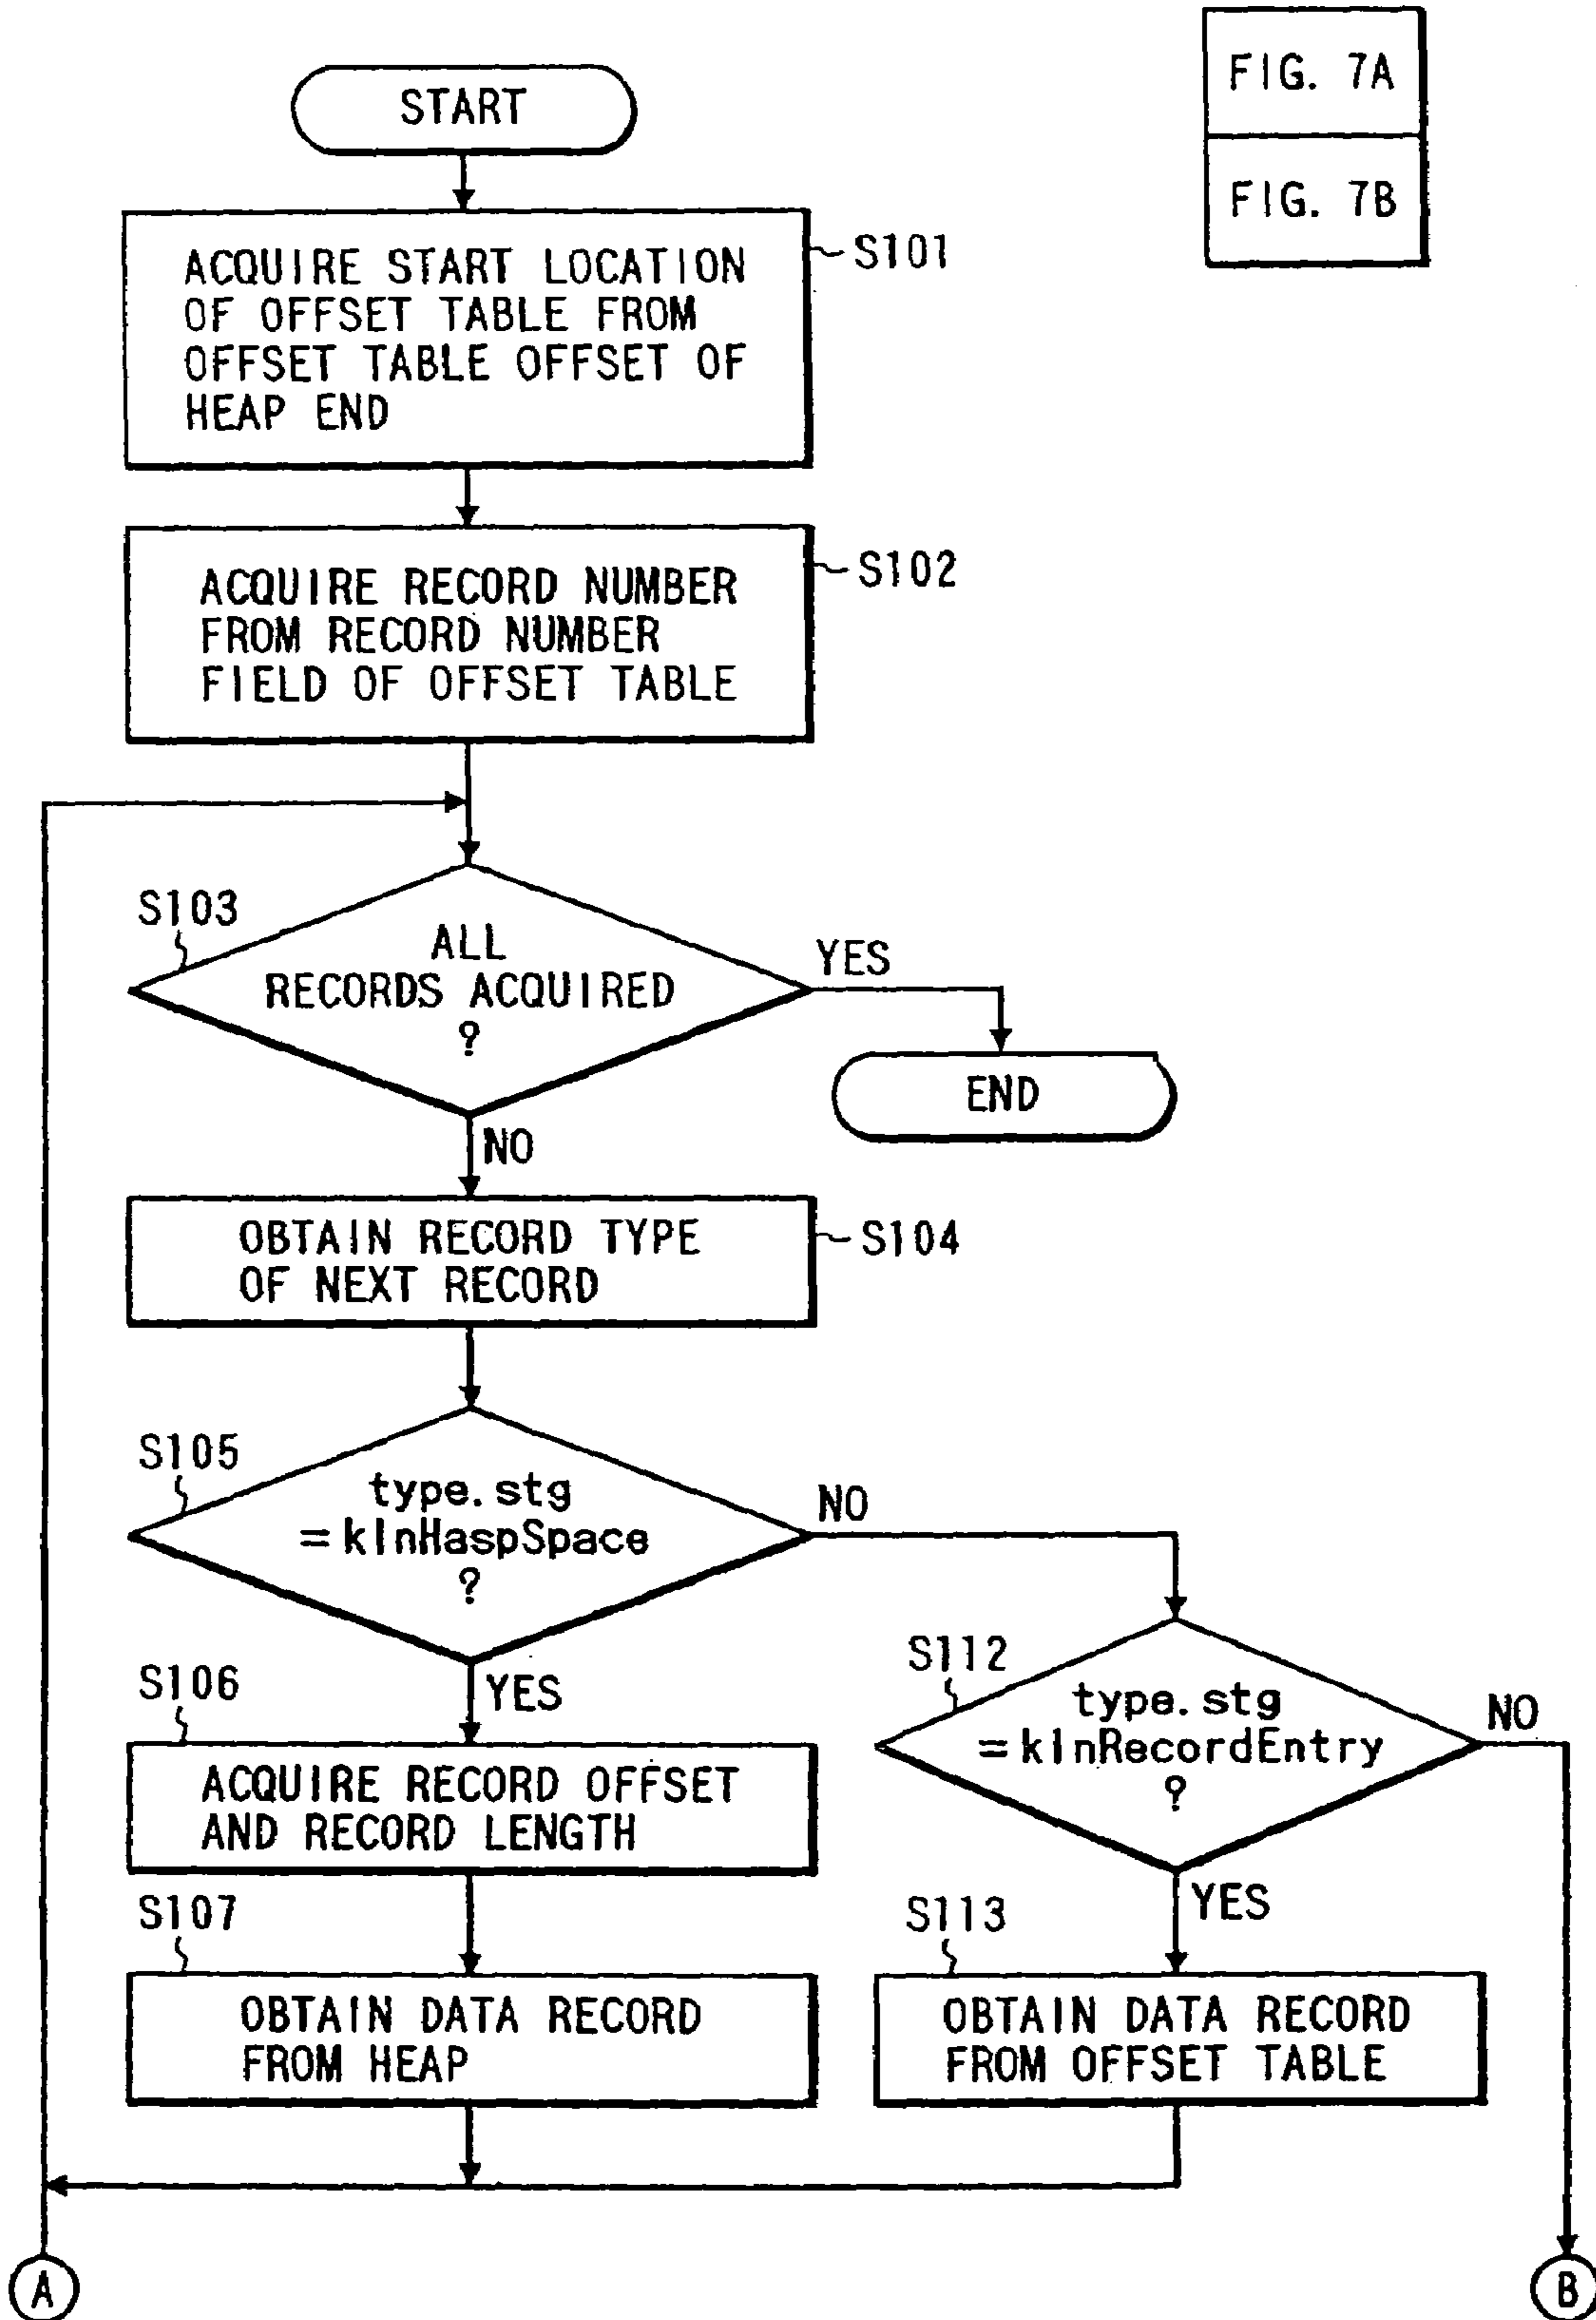 FIG. 7A
FIG. 7B
START
ACQUIRE START LOCATION
OF OFFSET TABLE FROM
OFFSET TABLE OFFSET OF
HEAP END
S101
ACQUIRE RECORD NUMBER
FROM RECORD NUMBER
FIELD OF OFFSET TABLE
S102
S103
ALL
RECORDS ACQUIRED
?
YES
END
NO
OBTAIN RECORD TYPE
OF NEXT RECORD
S104
S105
type.stg
=kInHaspSpace
?
NO
YES
S106
ACQUIRE RECORD OFFSET
AND RECORD LENGTH
S107
OBTAIN DATA RECORD
FROM HEAP
S112
type.stg
=kInRecordEntry
?
NO
YES
S113
OBTAIN DATA RECORD
FROM OFFSET TABLE
A
B